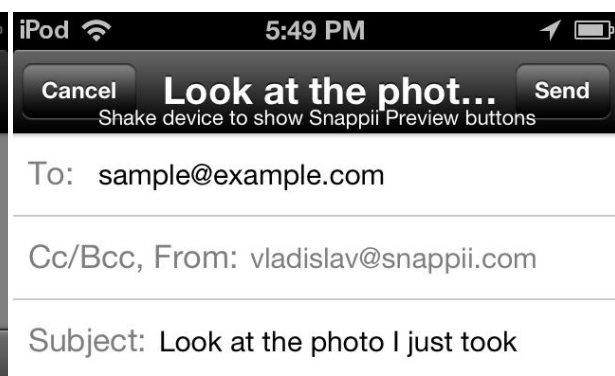 iPod 5:49 PM
Cancel Look at the phot... Send
Shake device to show Snappii Preview buttons
To: sample@example.com
Cc/Bcc, From: vladislav@snappii.com
Subject: Look at the photo I just took